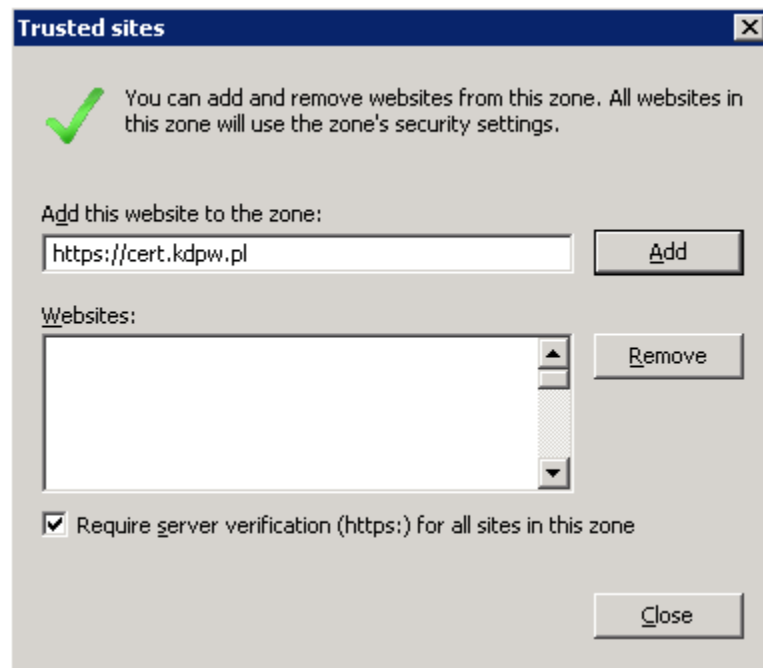 Trusted sites
You can add and remove websites from this zone. All websites in
this zone will use the zone's security settings.
Add this website to the zone:
https://cert.kdpw.pl
Add
Websites:
Remove
Require server verification (https:) for all sites in this zone
Close